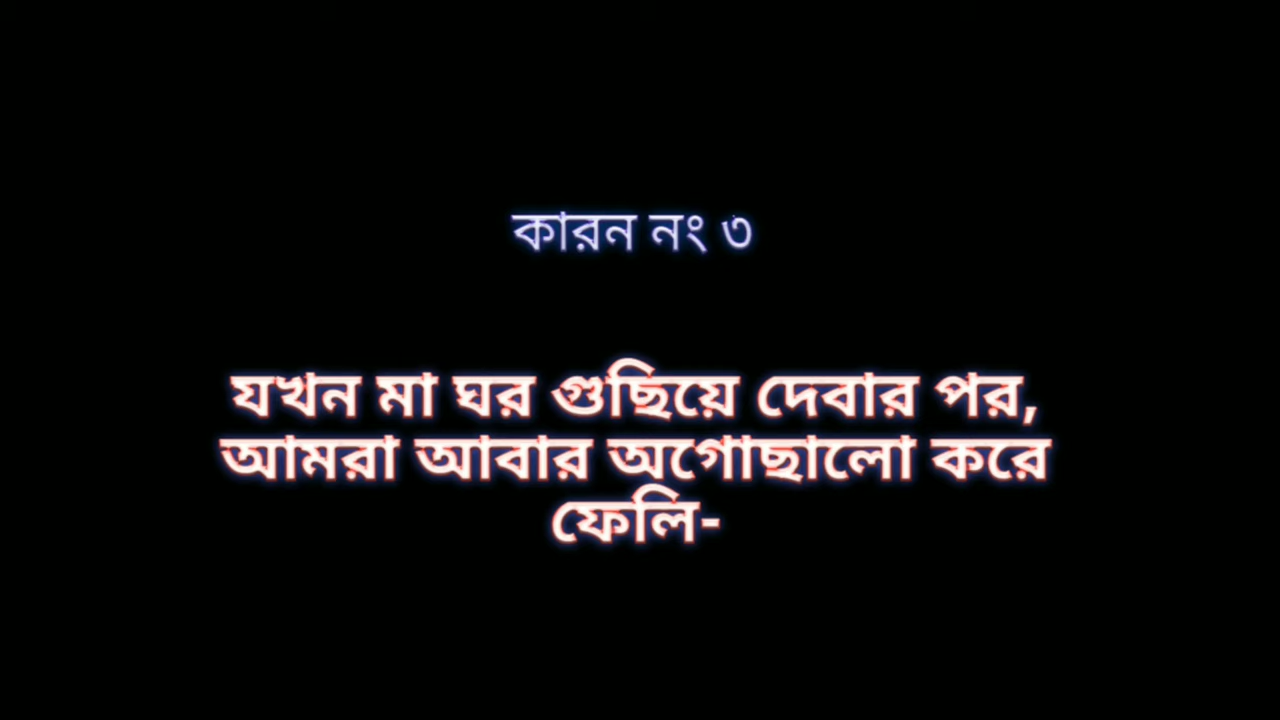 কারন নং ৩
যখন মা ঘর গুছিয়ে দেবার পর,
আমরা আবার অগোছালো করে
ফেলি-